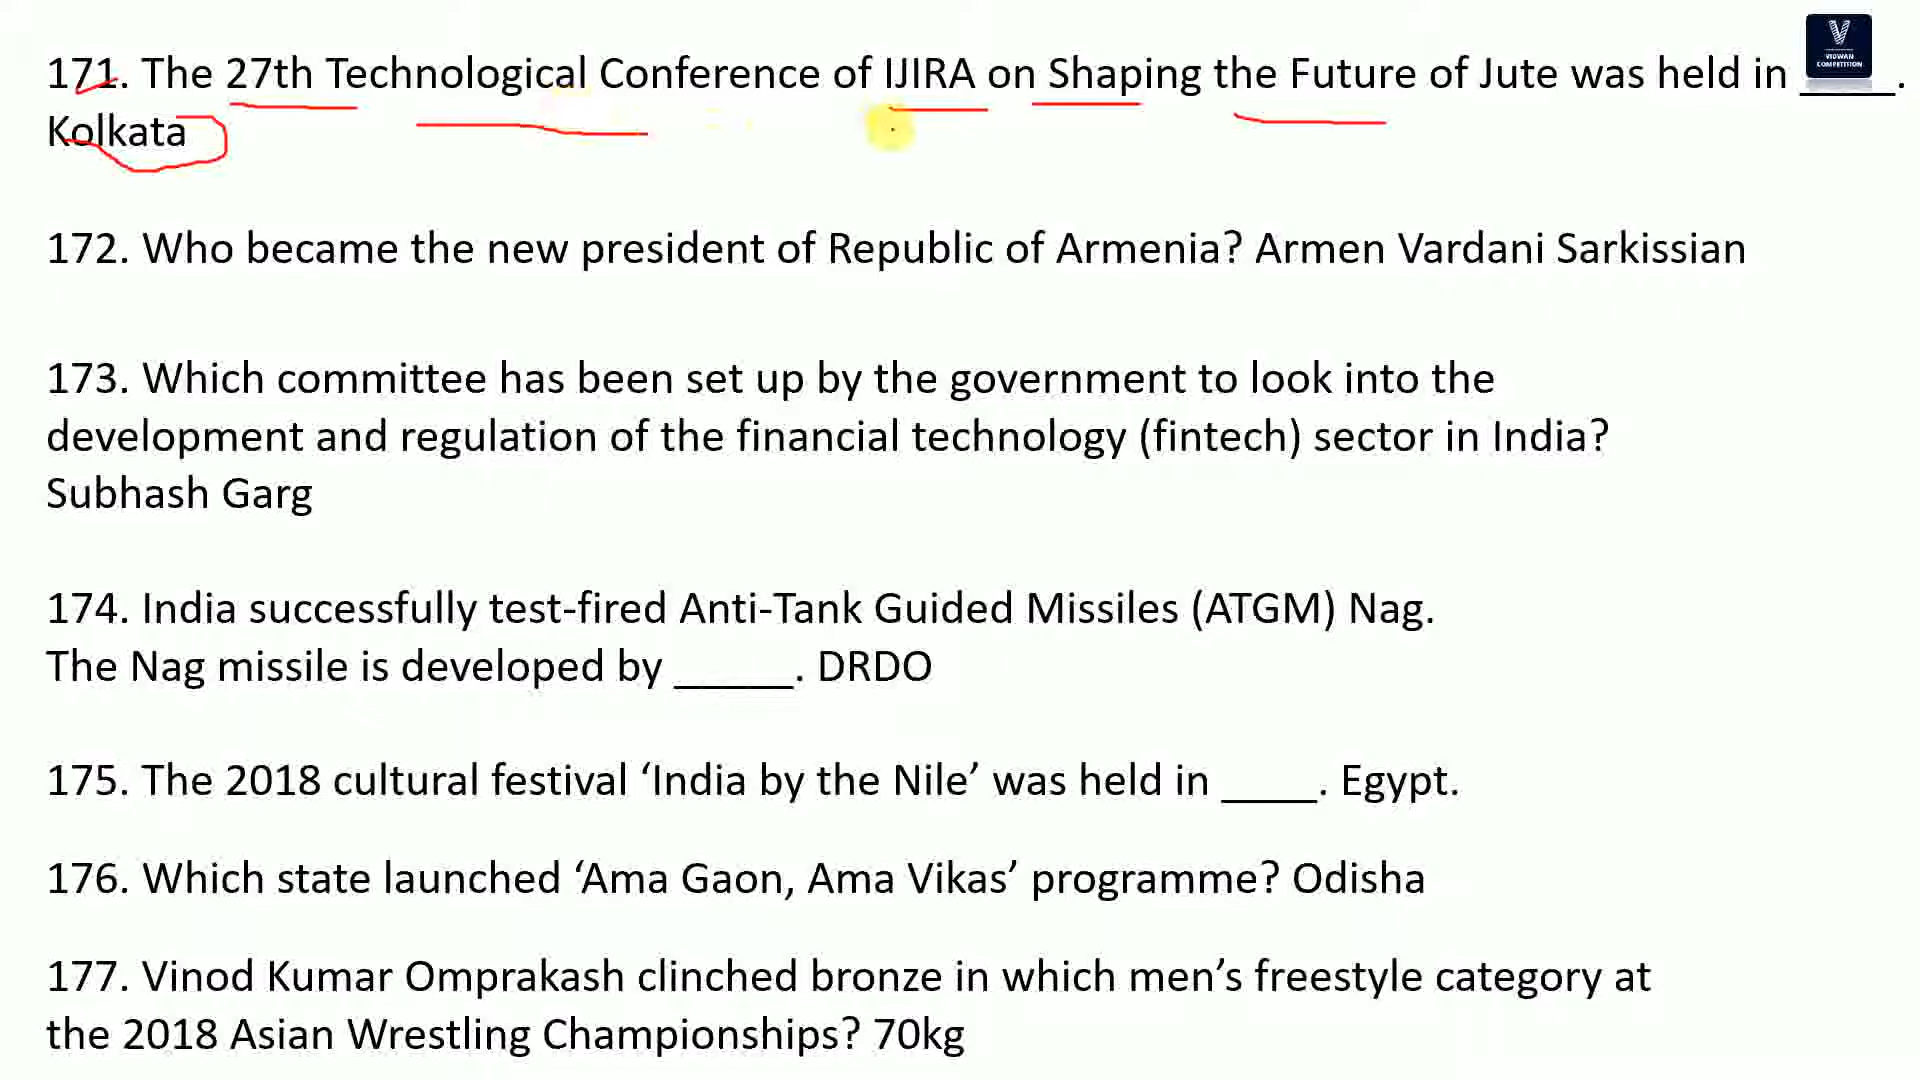 171. The 27th Technological Conference of IJIRA on Shaping the Future of Jute was held in _____.
Kolkata
172. Who became the new president of Republic of Armenia? Armen Vardani Sarkissian
173. Which committee has been set up by the government to look into the
development and regulation of the financial technology (fintech) sector in India?
Subhash Garg
174. India successfully test-fired Anti-Tank Guided Missiles (ATGM) Nag.
The Nag missile is developed by _____. DRDO
175. The 2018 cultural festival ‘India by the Nile’ was held in ____. Egypt.
176. Which state launched ‘Ama Gaon, Ama Vikas’ programme? Odisha
177. Vinod Kumar Omprakash clinched bronze in which men’s freestyle category at
the 2018 Asian Wrestling Championships? 70kg
V
VIDWAN
COMPETITION